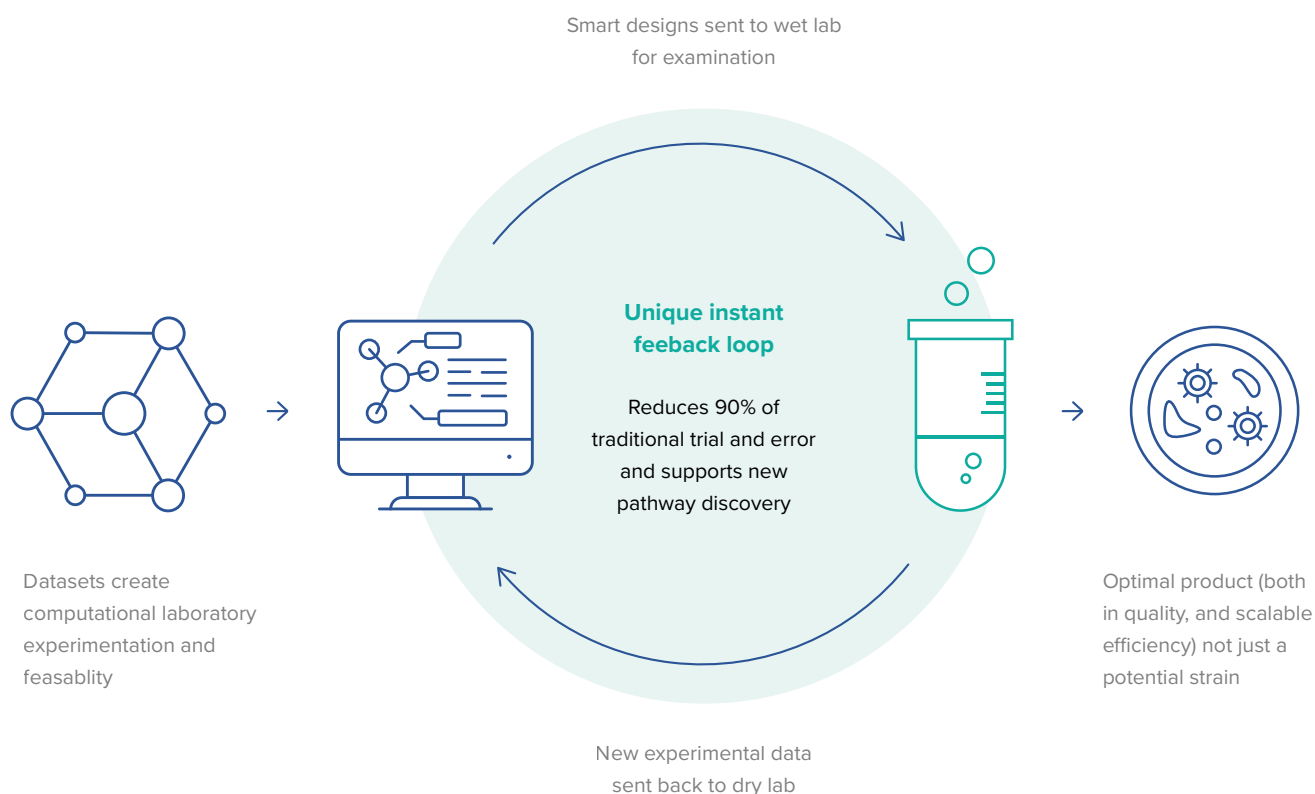 Smart designs sent to wet lab
for examination
Unique instant
feeback loop
Reduces 90% of
traditional trial and error
and supports new
pathway discovery
Datasets create
computational laboratory
experimentation and
feasablity
Optimal product (both
in quality, and scalable
efficiency) not just a
potential strain
New experimental data
sent back to dry lab